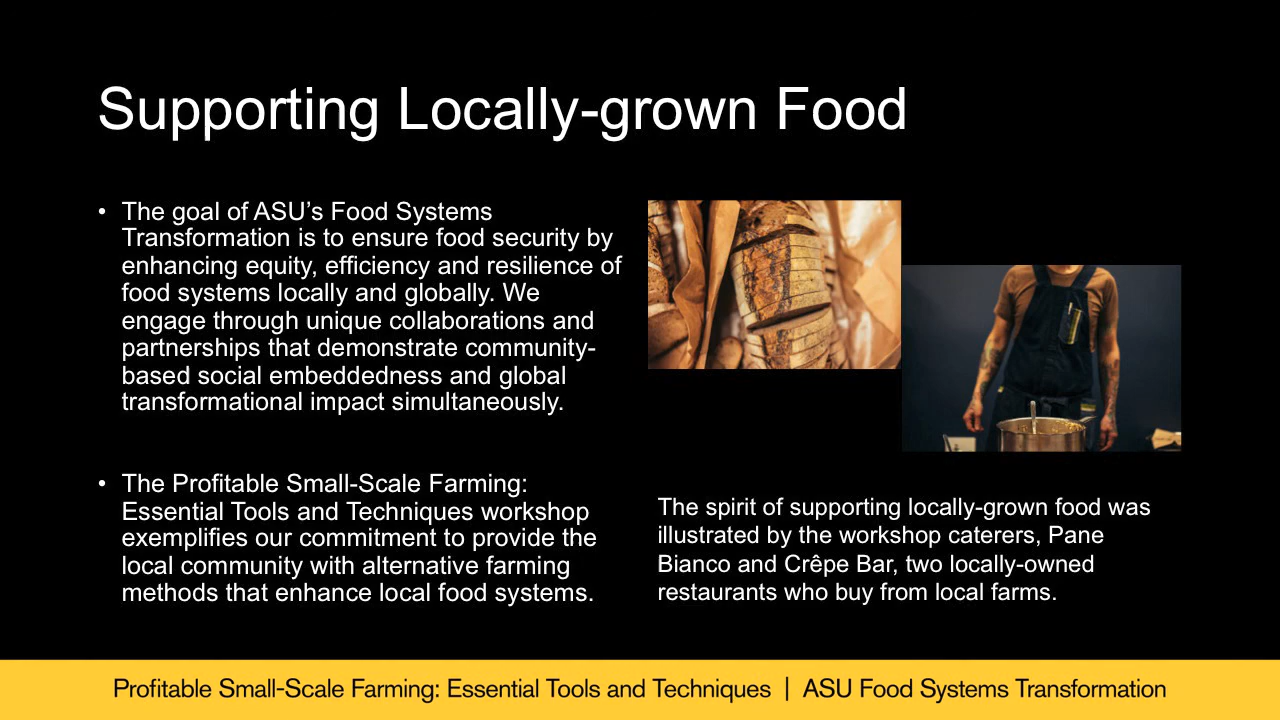 Supporting Locally-grown Food
• The goal of ASU’s Food Systems
Transformation is to ensure food security by
enhancing equity, efficiency and resilience of
food systems locally and globally. We
engage through unique collaborations and
partnerships that demonstrate community-
based social embeddedness and global
transformational impact simultaneously.
• The Profitable Small-Scale Farming:
Essential Tools and Techniques workshop
exemplifies our commitment to provide the
local community with alternative farming
methods that enhance local food systems.
The spirit of supporting locally-grown food was
illustrated by the workshop caterers, Pane
Bianco and Crêpe Bar, two locally-owned
restaurants who buy from local farms.
Profitable Small-Scale Farming: Essential Tools and Techniques | ASU Food Systems Transformation